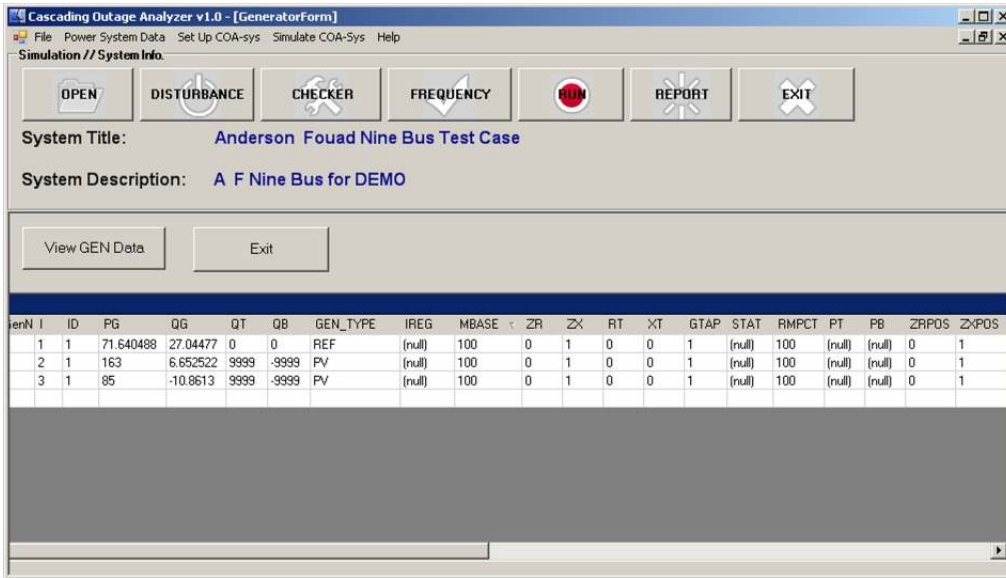 Cascading Outage Analyzer v1.0 - [GeneratorForm]
File Power System Data Set Up COA-sys Simulate COA-Sys Help
Simulation // System Info.
OPEN DISTURBANCE CHECKER FREQUENCY RUN REPORT EXIT
System Title: Anderson Fouad Nine Bus Test Case
System Description: A F Nine Bus for DEMO
View GEN Data Exit
ienN I ID PG QG QT QB GEN_TYPE IREG MBASE ZR ZX RT XT GTAP STAT RMPCT PT PB ZRPOS ZXPOS
1 1 71.640488 27.04477 0 0 REF (null) 100 0 1 0 0 1 (null) 100 (null) (null) 0 1
2 1 163 6.652522 9999 -9999 PV (null) 100 0 1 0 0 1 (null) 100 (null) (null) 0 1
3 1 85 -10.8613 9999 -9999 PV (null) 100 0 1 0 0 1 (null) 100 (null) (null) 0 1